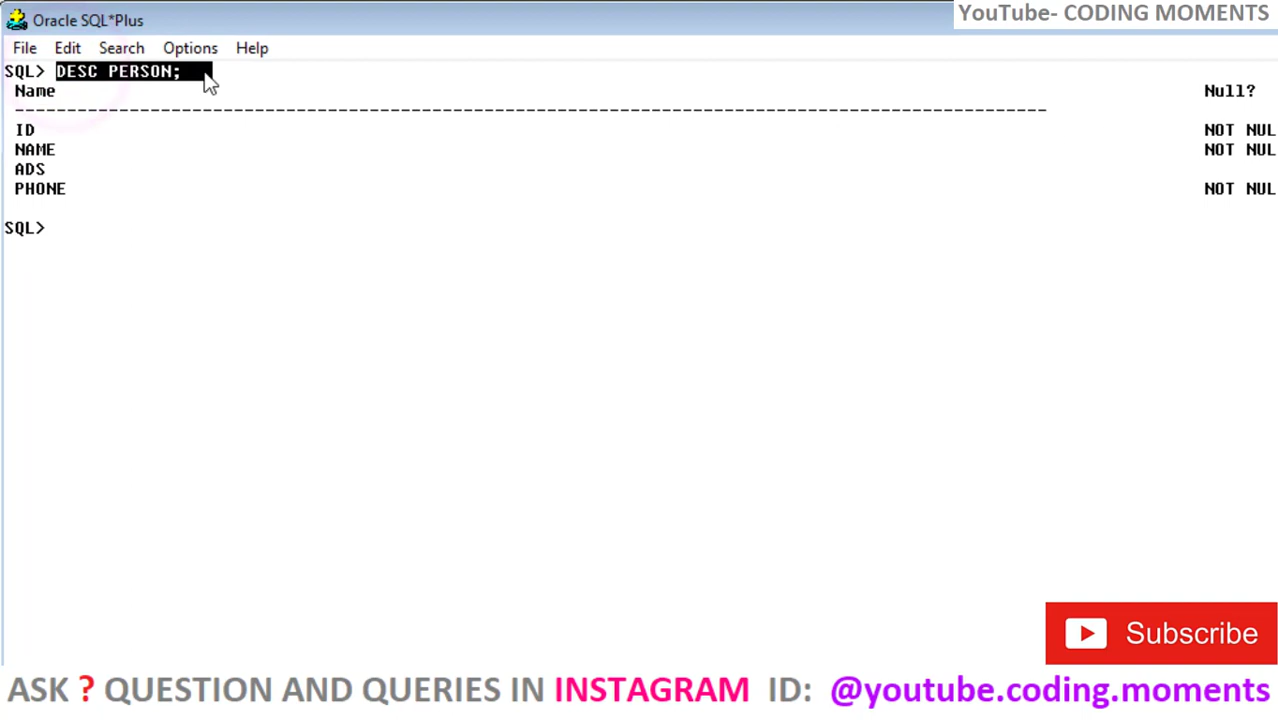 Oracle SQL*Plus
YouTube- CODING MOMENTS
File Edit Search Options Help
SQL> DESC PERSON;
Name Null?
--------------------------------------------------------------------------------------------------------
ID NOT NUL
NAME NOT NUL
ADS
PHONE NOT NUL
SQL>
Subscribe
ASK ? QUESTION AND QUERIES IN INSTAGRAM ID: @youtube.coding.moments